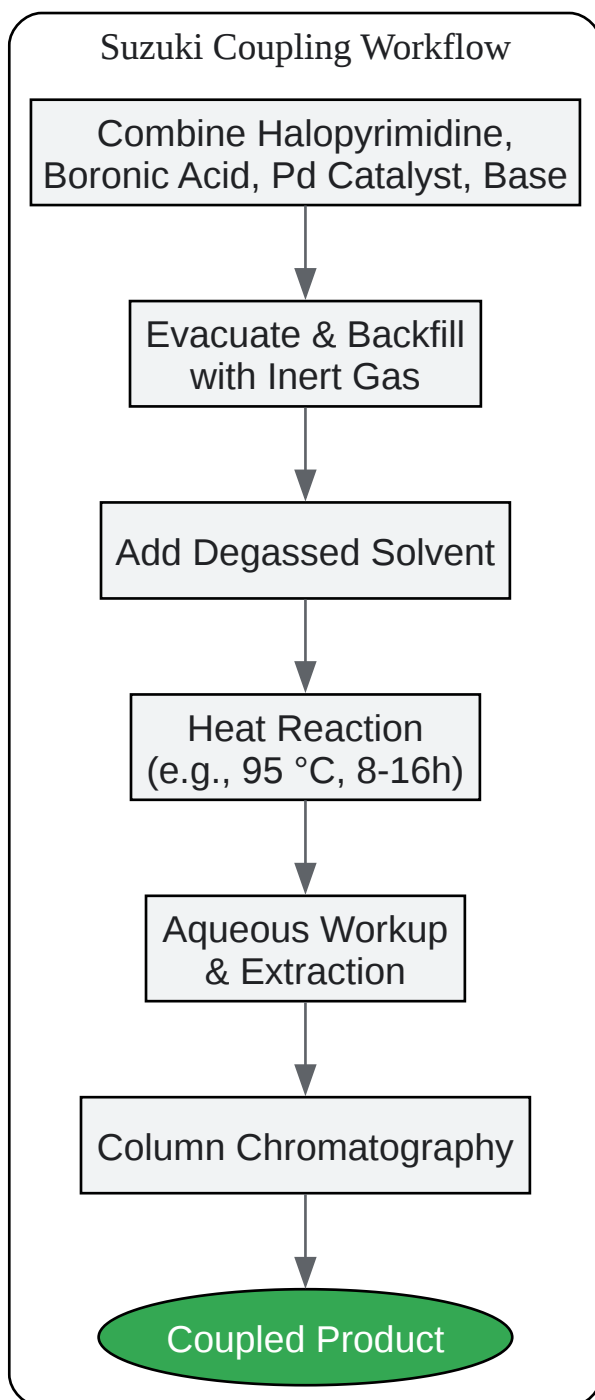 Suzuki Coupling Workflow
Combine Halopyrimidine,
Boronic Acid, Pd Catalyst, Base
Evacuate & Backfill
with Inert Gas
Add Degassed Solvent
Heat Reaction
(e.g., 95 °C, 8-16h)
Aqueous Workup
& Extraction
Column Chromatography
Coupled Product